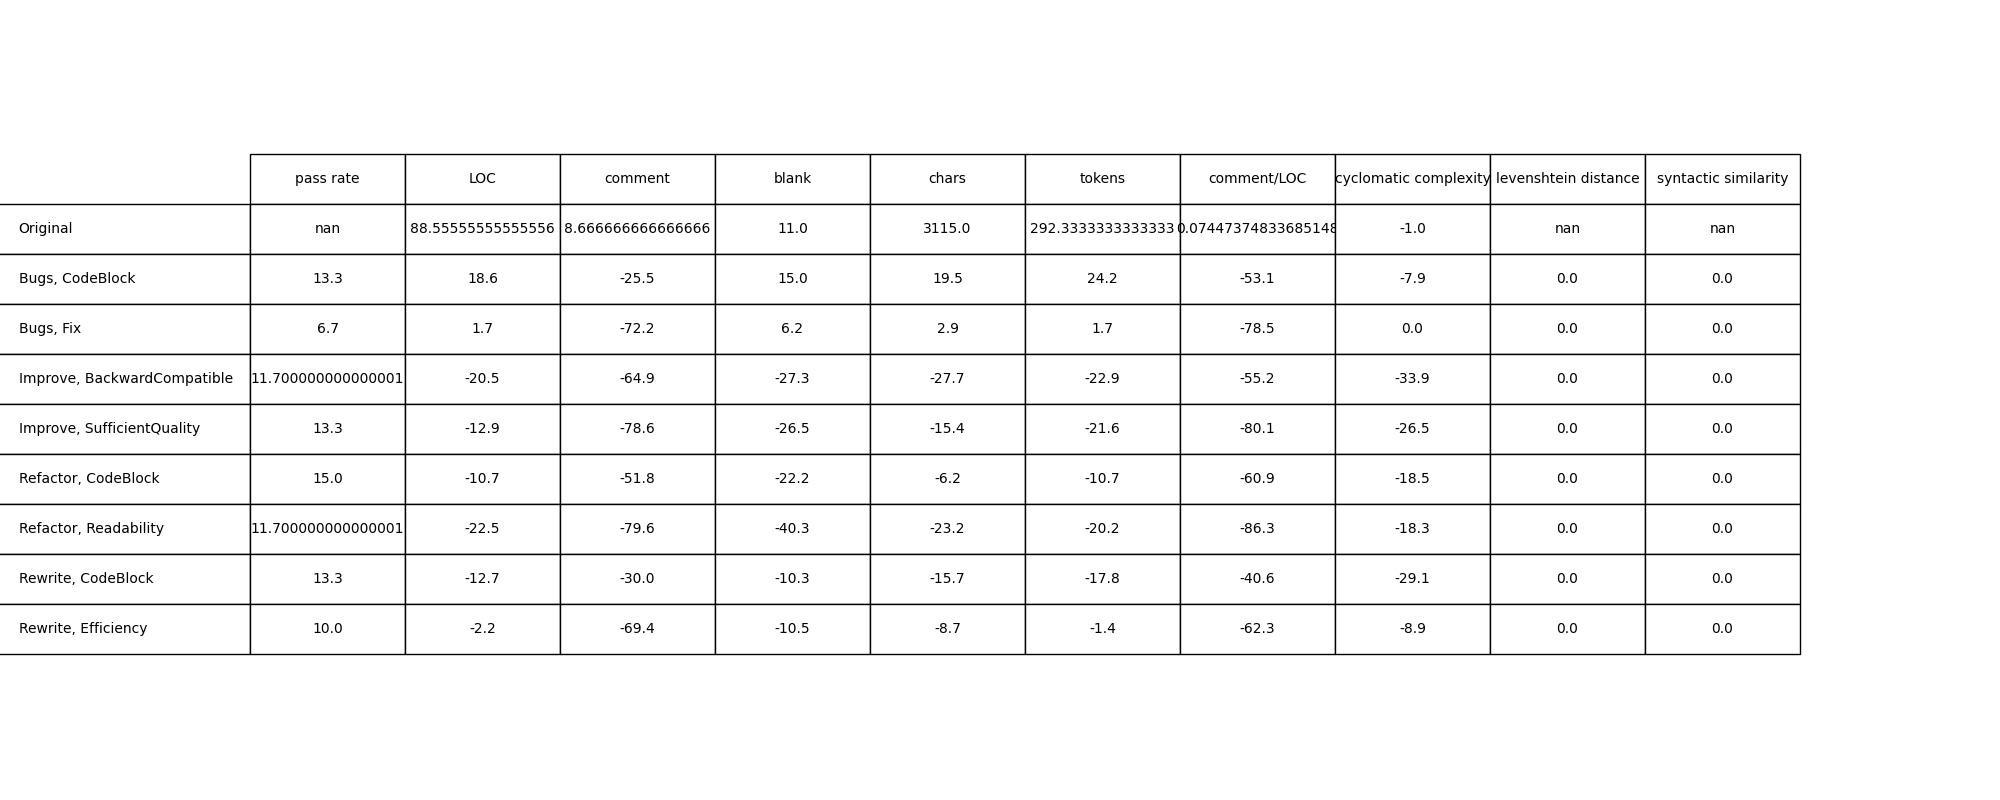 pass rate LOC comment blank chars tokens comment/LOC cyclomatic complexity levenshtein distance syntactic similarity
Original nan 88.55555555555556 8.666666666666666 11.0 3115.0 292.3333333333333 0.07447374833685148 -1.0 nan nan
Bugs, CodeBlock 13.3 18.6 -25.5 15.0 19.5 24.2 -53.1 -7.9 0.0 0.0
Bugs, Fix 6.7 1.7 -72.2 6.2 2.9 1.7 -78.5 0.0 0.0 0.0
Improve, BackwardCompatible 11.700000000000001 -20.5 -64.9 -27.3 -27.7 -22.9 -55.2 -33.9 0.0 0.0
Improve, SufficientQuality 13.3 -12.9 -78.6 -26.5 -15.4 -21.6 -80.1 -26.5 0.0 0.0
Refactor, CodeBlock 15.0 -10.7 -51.8 -22.2 -6.2 -10.7 -60.9 -18.5 0.0 0.0
Refactor, Readability 11.700000000000001 -22.5 -79.6 -40.3 -23.2 -20.2 -86.3 -18.3 0.0 0.0
Rewrite, CodeBlock 13.3 -12.7 -30.0 -10.3 -15.7 -17.8 -40.6 -29.1 0.0 0.0
Rewrite, Efficiency 10.0 -2.2 -69.4 -10.5 -8.7 -1.4 -62.3 -8.9 0.0 0.0